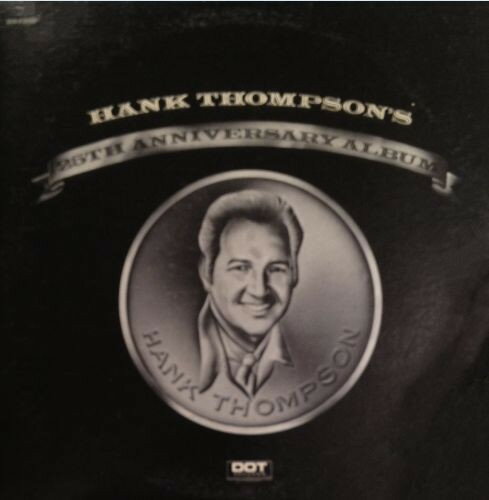 HANK THOMPSON'S
25TH ANNIVERSARY ALBUM
HANK THOMPSON
DOT